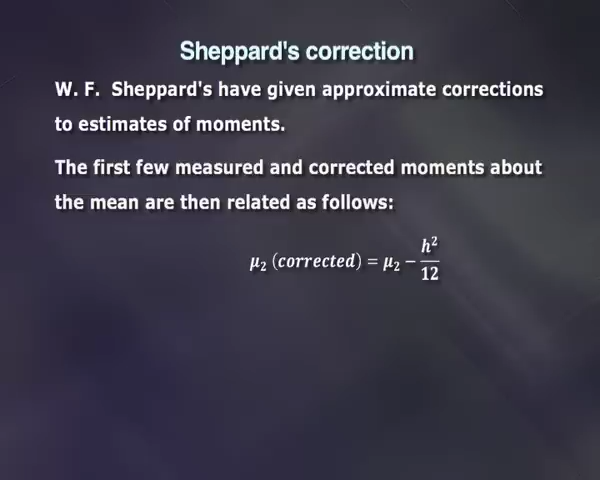 Sheppard's correction
W. F. Sheppard's have given approximate corrections
to estimates of moments.
The first few measured and corrected moments about
the mean are then related as follows:
μ₂ (corrected) = μ₂ − h²/12